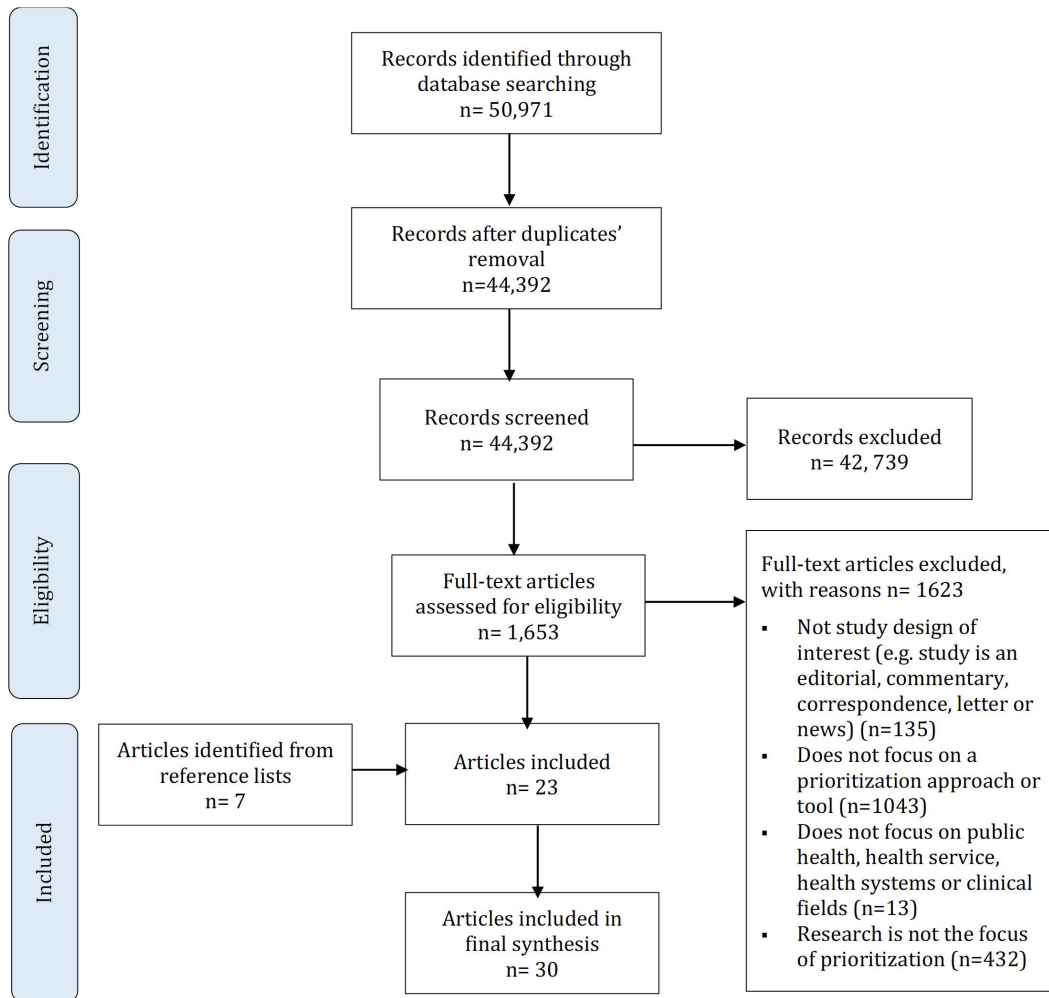 Identification
Records identified through
database searching
n= 50,971
Screening
Records after duplicates’
removal
n=44,392
Records screened
n= 44,392
Records excluded
n= 42, 739
Eligibility
Full-text articles
assessed for eligibility
n= 1,653
Full-text articles excluded,
with reasons n= 1623
▪ Not study design of
interest (e.g. study is an
editorial, commentary,
correspondence, letter or
news) (n=135)
▪ Does not focus on a
prioritization approach or
tool (n=1043)
▪ Does not focus on public
health, health service,
health systems or clinical
fields (n=13)
▪ Research is not the focus
of prioritization (n=432)
Included
Articles identified from
reference lists
n= 7
Articles included
n= 23
Articles included in
final synthesis
n= 30